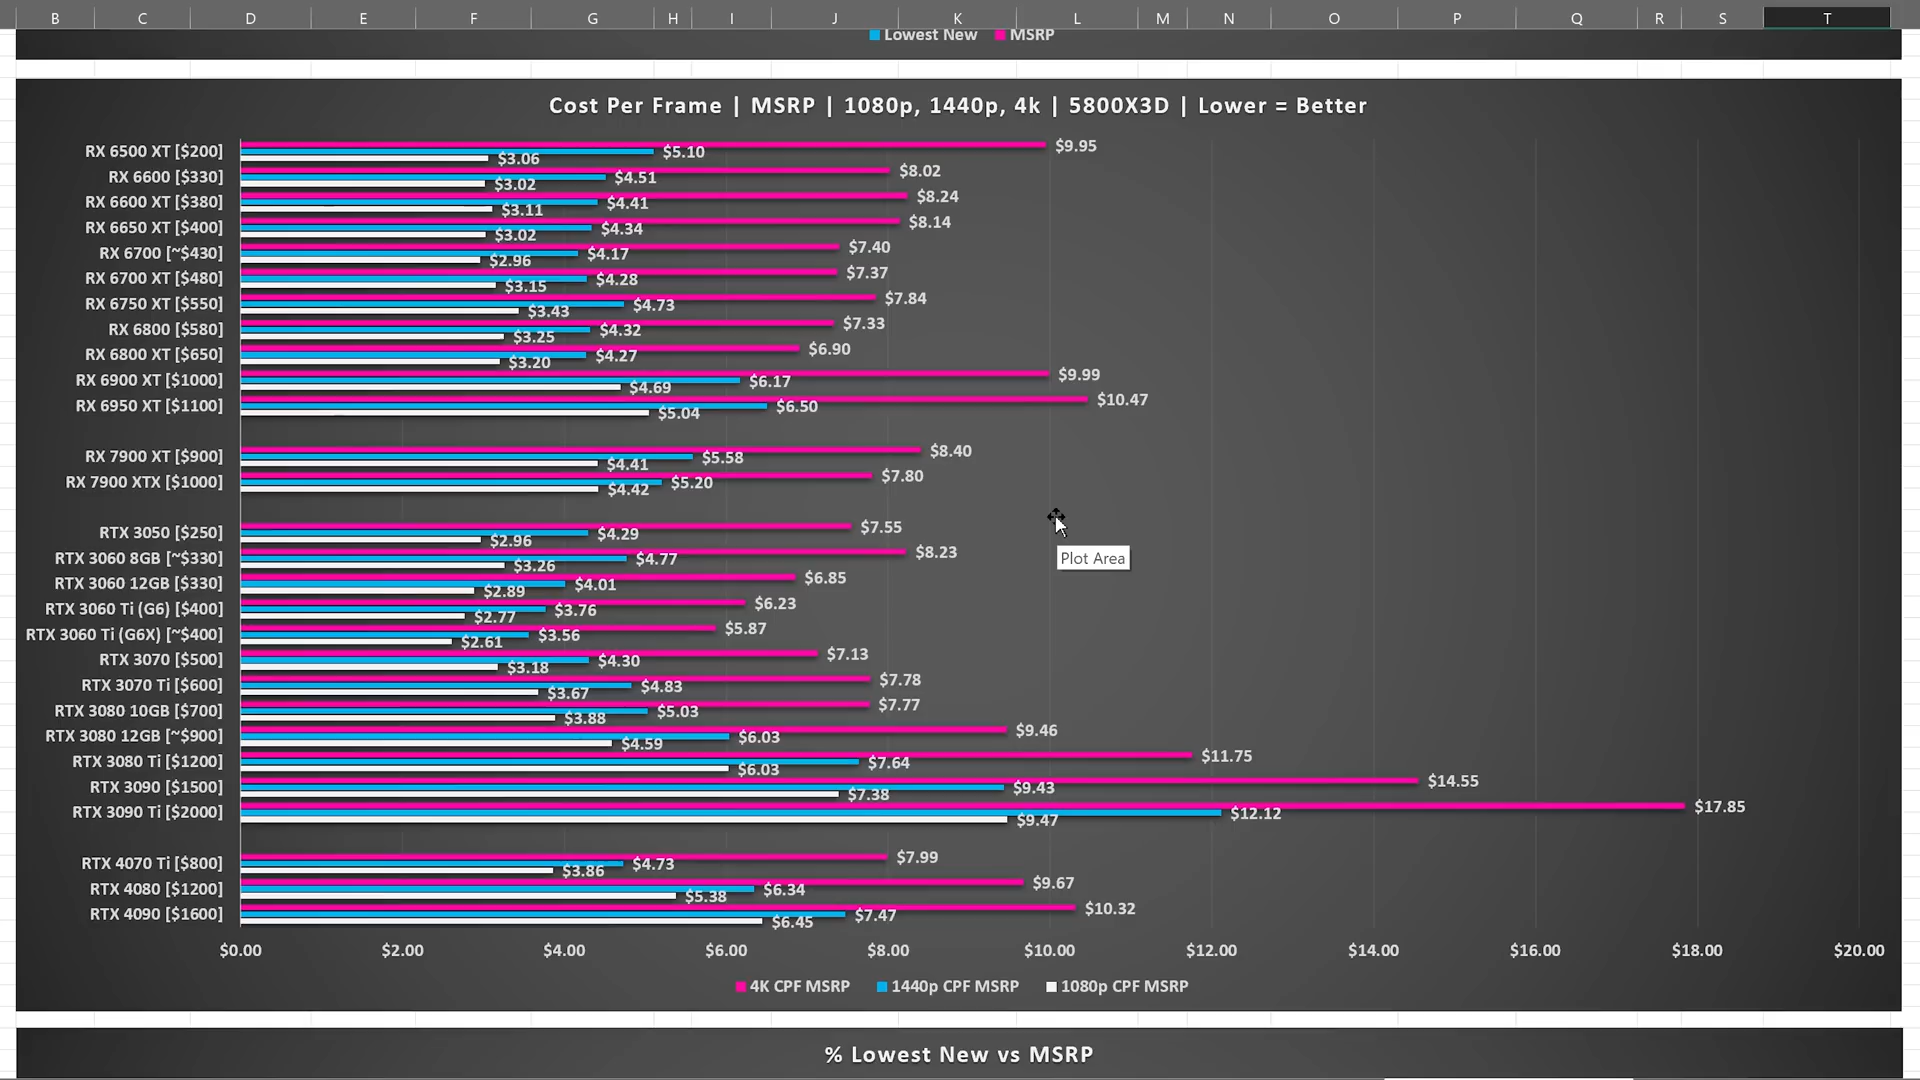 B C D E F G H I J K L M N O P Q R S T
Lowest New MSRP
Cost Per Frame | MSRP | 1080p, 1440p, 4k | 5800X3D | Lower = Better
RX 6500 XT [$200] $9.95 $5.10 $3.06
RX 6600 [$330] $8.02 $4.51 $3.02
RX 6600 XT [$380] $8.24 $4.41 $3.11
RX 6650 XT [$400] $8.14 $4.34 $3.02
RX 6700 [~$430] $7.40 $4.17 $2.96
RX 6700 XT [$480] $7.37 $4.28 $3.15
RX 6750 XT [$550] $7.84 $4.73 $3.43
RX 6800 [$580] $7.33 $4.32 $3.25
RX 6800 XT [$650] $6.90 $4.27 $3.20
RX 6900 XT [$1000] $9.99 $6.17 $4.69
RX 6950 XT [$1100] $10.47 $6.50 $5.04
RX 7900 XT [$900] $8.40 $5.58 $4.41
RX 7900 XTX [$1000] $7.80 $5.20 $4.42
RTX 3050 [$250] $7.55 $4.29 $2.96
Plot Area
RTX 3060 8GB [~$330] $8.23 $4.77 $3.26
RTX 3060 12GB [$330] $6.85 $4.01 $2.89
RTX 3060 Ti (G6) [$400] $6.23 $3.76 $2.77
RTX 3060 Ti (G6X) [~$400] $5.87 $3.56 $2.61
RTX 3070 [$500] $7.13 $4.30 $3.18
RTX 3070 Ti [$600] $7.78 $4.83 $3.67
RTX 3080 10GB [$700] $7.77 $5.03 $3.88
RTX 3080 12GB [~$900] $9.46 $6.03 $4.59
RTX 3080 Ti [$1200] $11.75 $7.64 $6.03
RTX 3090 [$1500] $14.55 $9.43 $7.38
RTX 3090 Ti [$2000] $17.85 $12.12 $9.47
RTX 4070 Ti [$800] $7.99 $4.73 $3.86
RTX 4080 [$1200] $9.67 $6.34 $5.38
RTX 4090 [$1600] $10.32 $7.47 $6.45
$0.00 $2.00 $4.00 $6.00 $8.00 $10.00 $12.00 $14.00 $16.00 $18.00 $20.00
4K CPF MSRP 1440p CPF MSRP 1080p CPF MSRP
% Lowest New vs MSRP